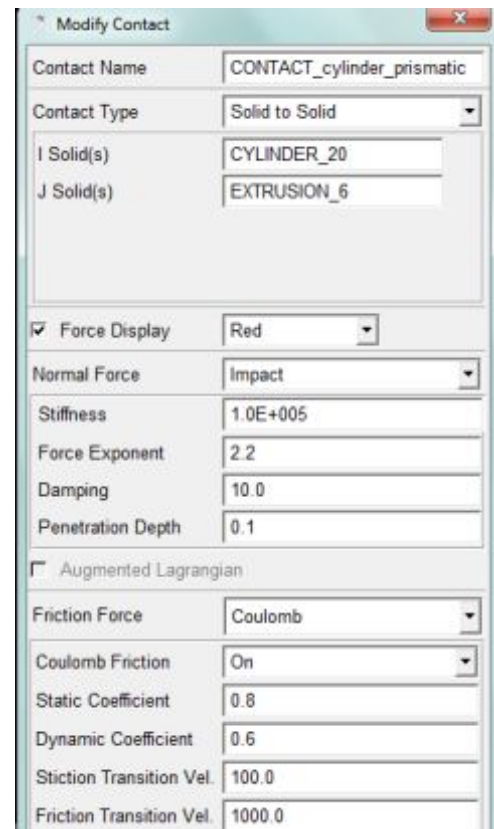 Modify Contact
Contact Name CONTACT_cylinder_prismatic
Contact Type Solid to Solid
I Solid(s) CYLINDER_20
J Solid(s) EXTRUSION_6
Force Display Red
Normal Force Impact
Stiffness 1.0E+005
Force Exponent 2.2
Damping 10.0
Penetration Depth 0.1
Augmented Lagrangian
Friction Force Coulomb
Coulomb Friction On
Static Coefficient 0.8
Dynamic Coefficient 0.6
Stiction Transition Vel. 100.0
Friction Transition Vel. 1000.0